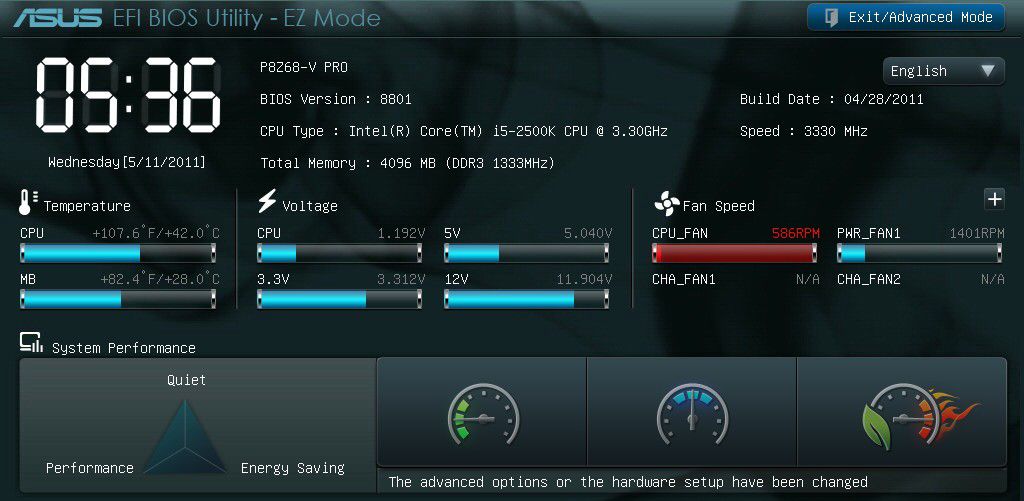 ASUS EFI BIOS Utility - EZ Mode
Exit/Advanced Mode
05:36
Wednesday[5/11/2011]
P8Z68-V PRO
English
BIOS Version : 8801
Build Date : 04/28/2011
CPU Type : Intel(R) Core(TM) i5-2500K CPU @ 3.30GHz
Speed : 3330 MHz
Total Memory : 4096 MB (DDR3 1333MHz)
Temperature
CPU +107.6°F/+42.0°C
MB +82.4°F/+28.0°C
Voltage
CPU 1.192V 5V 5.040V
3.3V 3.312V 12V 11.904V
Fan Speed
CPU_FAN 586RPM PWR_FAN1 1401RPM
CHA_FAN1 N/A CHA_FAN2 N/A
System Performance
Quiet
Performance
Energy Saving
The advanced options or the hardware setup have been changed